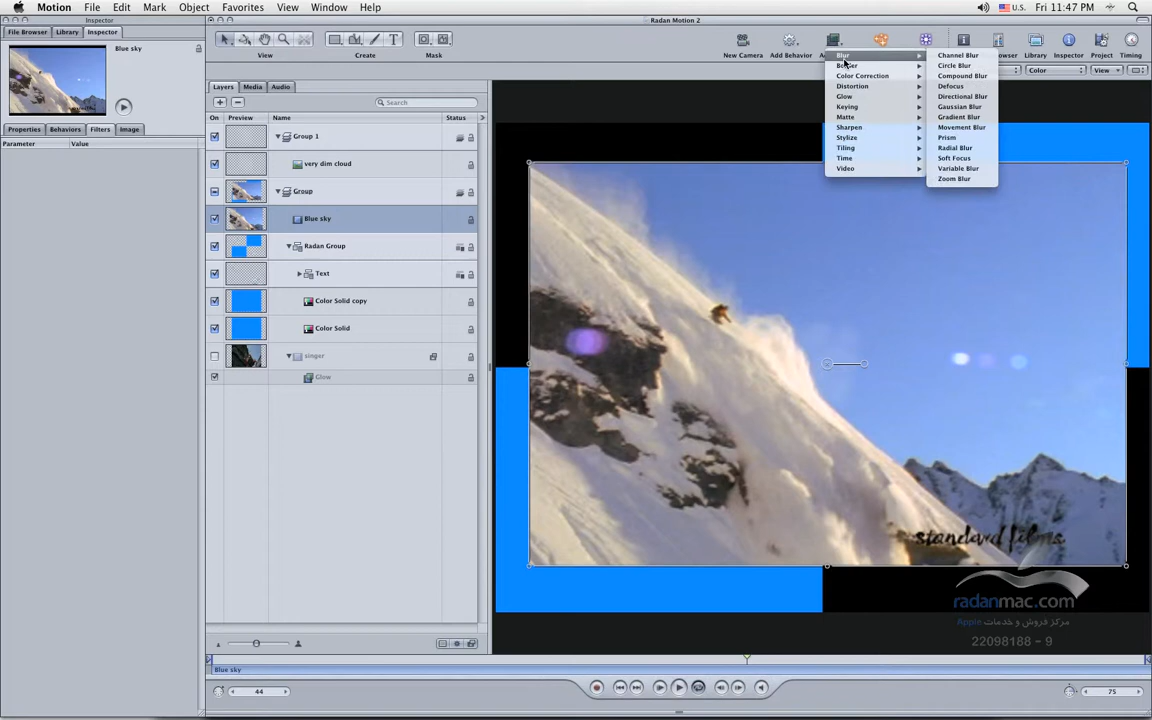 Motion File Edit Mark Object Favorites View Window Help U.S. Fri 11:47 PM
Inspector
Radan Motion 2
File Browser Library Inspector
Blue sky
View Create Mask New Camera Add Behavior Library Inspector Project Timing
Color View
Properties Behaviors Filters Image
Parameter Value
Layers Media Audio
Search
On Preview Name Status
Group 1
very dim cloud
Group
Blue sky
Radan Group
Text
Color Solid copy
Color Solid
singer
Glow
Blur
Border
Color Correction
Distortion
Glow
Keying
Matte
Sharpen
Stylize
Tiling
Time
Video
Channel Blur
Circle Blur
Compound Blur
Defocus
Directional Blur
Gaussian Blur
Gradient Blur
Movement Blur
Prism
Radial Blur
Soft Focus
Variable Blur
Zoom Blur
standard films
radanmac.com
مرکز فروش و خدمات Apple
22098188 - 9
Blue sky
44
75